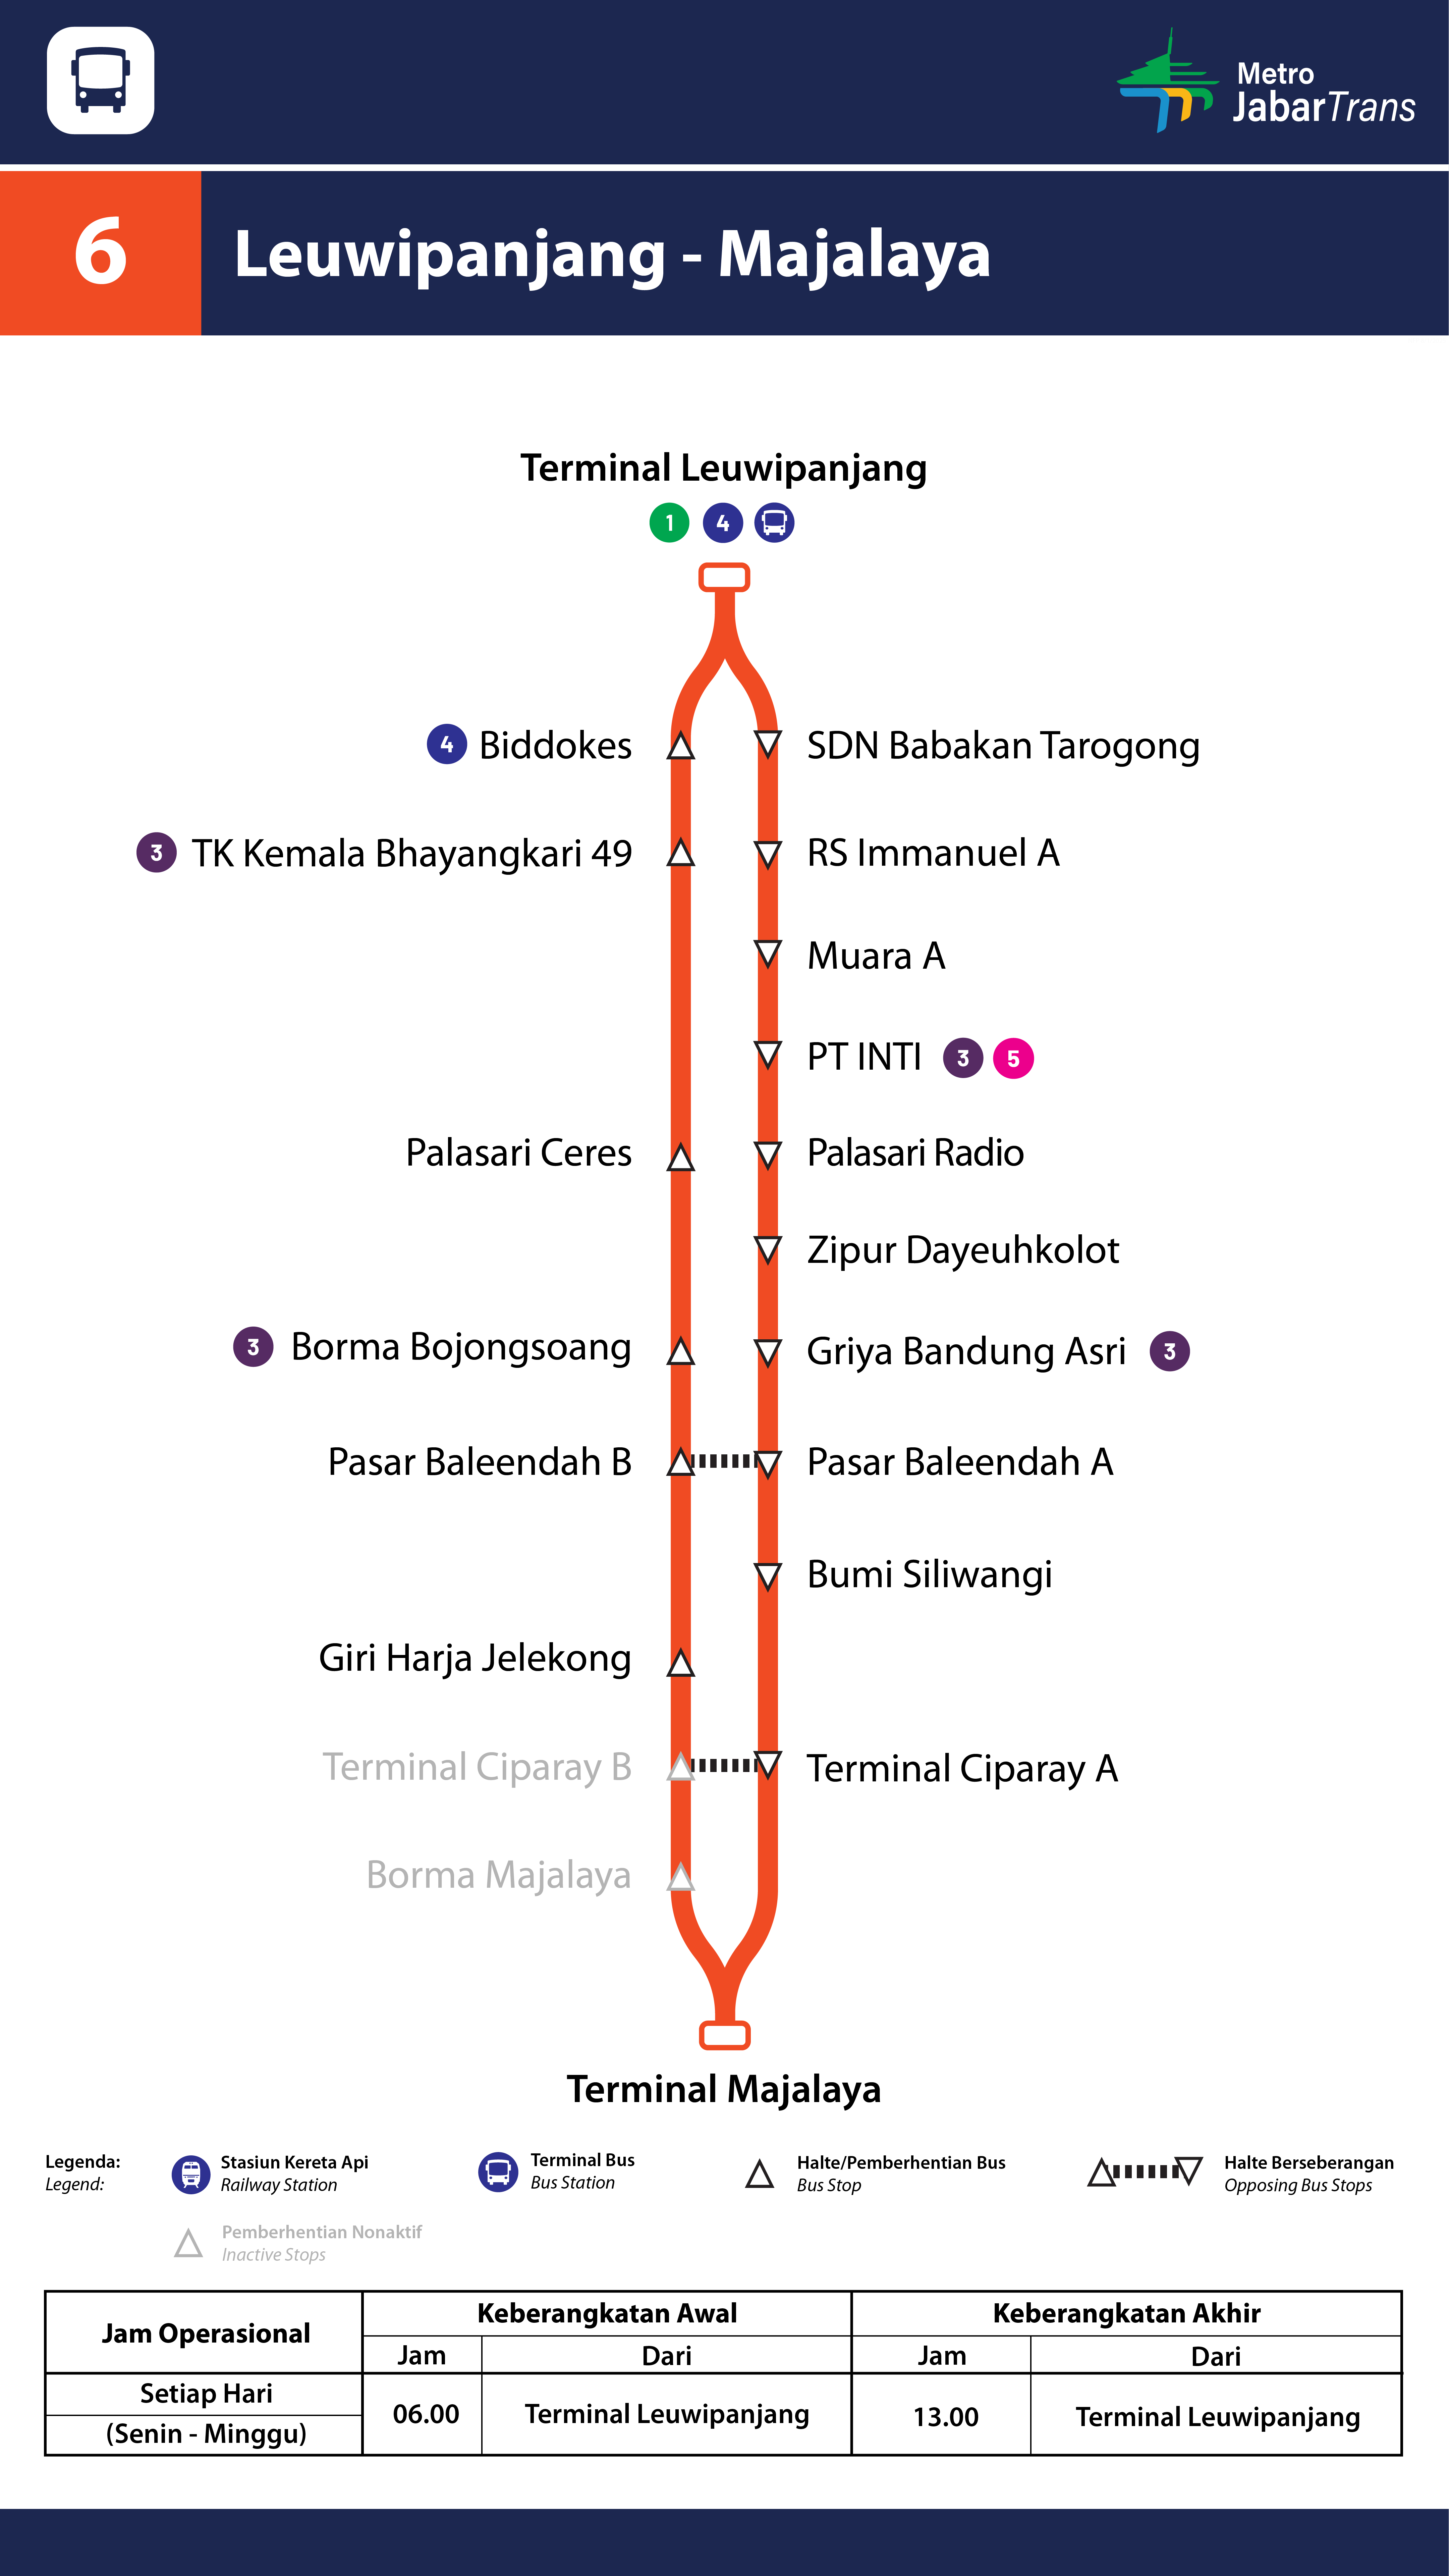 Metro
JabarTrans
6
Leuwipanjang - Majalaya
Terminal Leuwipanjang
1 4
4 Biddokes
SDN Babakan Tarogong
3 TK Kemala Bhayangkari 49
RS Immanuel A
Muara A
PT INTI 3 5
Palasari Ceres
Palasari Radio
Zipur Dayeuhkolot
3 Borma Bojongsoang
Griya Bandung Asri 3
Pasar Baleendah B
Pasar Baleendah A
Bumi Siliwangi
Giri Harja Jelekong
Terminal Ciparay B
Terminal Ciparay A
Borma Majalaya
Terminal Majalaya
Legenda:
Legend:
Stasiun Kereta Api
Railway Station
Terminal Bus
Bus Station
Halte/Pemberhentian Bus
Bus Stop
Halte Berseberangan
Opposing Bus Stops
Pemberhentian Nonaktif
Inactive Stops
Jam Operasional
Keberangkatan Awal
Keberangkatan Akhir
Jam
Dari
Jam
Dari
Setiap Hari
(Senin - Minggu)
06.00
Terminal Leuwipanjang
13.00
Terminal Leuwipanjang